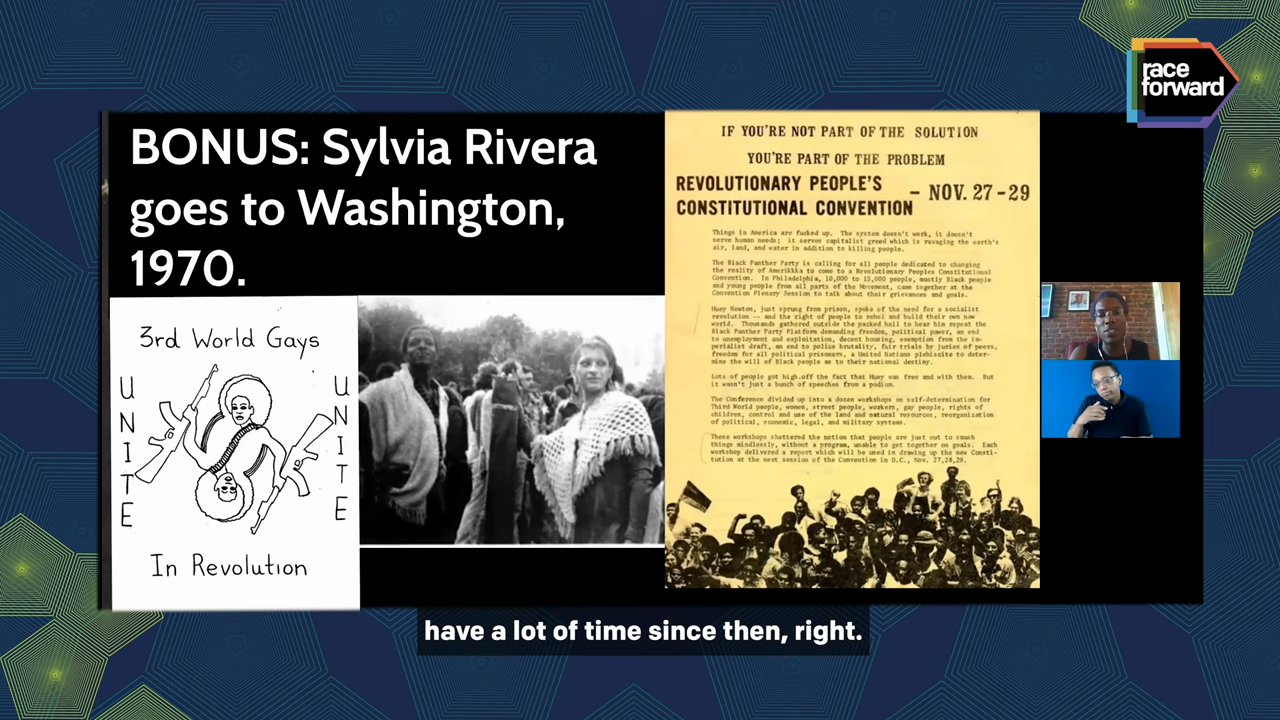 race
forward
BONUS: Sylvia Rivera
goes to Washington,
1970.
3rd World Gays
UNITE
UNITE
In Revolution
IF YOU'RE NOT PART OF THE SOLUTION
YOU'RE PART OF THE PROBLEM
REVOLUTIONARY PEOPLE'S
CONSTITUTIONAL CONVENTION
- NOV. 27-29
Things in America are fucked up. The system doesn't work, it doesn't
serve human needs; it serves capitalist greed which is ravaging the earth's
air, land, and water in addition to killing people.
The Black Panther Party is calling for all people dedicated to changing
the reality of Amerikkka to come to a Revolutionary Peoples Constitutional
Convention. In Philadelphia, 10,000 to 15,000 people, mostly Black people
and young people from all parts of the Movement, came together at the
Convention Plenary Session to talk about their grievances and goals.
Huey Newton, just sprung from prison, spoke of the need for a socialist
revolution -- and the right of people to rebel and build their own new
world. Thousands gathered outside the packed hall to hear him repeat the
Black Panther Party Platform demanding freedom, political power, an end
to unemployment and exploitation, decent housing, exemption from the im-
perialist draft, an end to police brutality, fair trials by juries of peers,
freedom for all political prisoners, a United Nations plebiscite to deter-
mine the will of Black people as to their national destiny.
Lots of people got high.off the fact that Huey was free and with them. But
it wasn't just a bunch of speeches from a podium.
The Conference divided up into a dozen workshops on self-determination for
Third World people, women, street people, workers, gay people, rights of
children, control and use of the land and natural resources, reorganization
of political, economic, legal, and military systems.
These workshops shattered the notion that people are just out to smash
things mindlessly, without a program, unable to get together on goals. Each
workshop delivered a report which will be used in drawing up the new Consti-
tution at the next session of the Convention in D.C., Nov. 27,28,29.
have a lot of time since then, right.